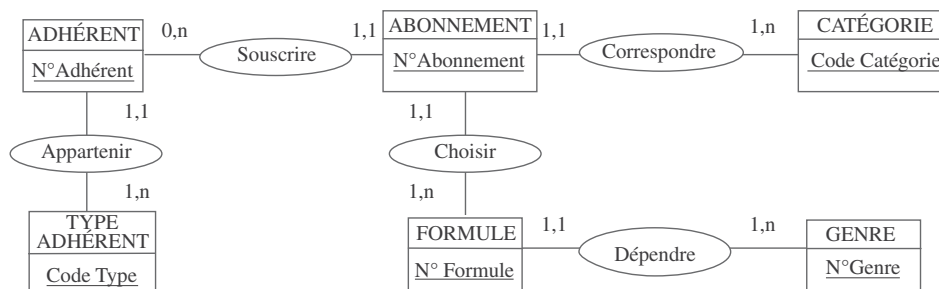 ADHÉRENT
N°Adhérent
0,n
Souscrire
1,1
ABONNEMENT
N°Abonnement
1,1
Correspondre
1,n
CATÉGORIE
Code Catégorie
1,1
Appartenir
1,n
TYPE
ADHÉRENT
Code Type
1,1
Choisir
1,n
FORMULE
N° Formule
1,1
Dépendre
1,n
GENRE
N°Genre